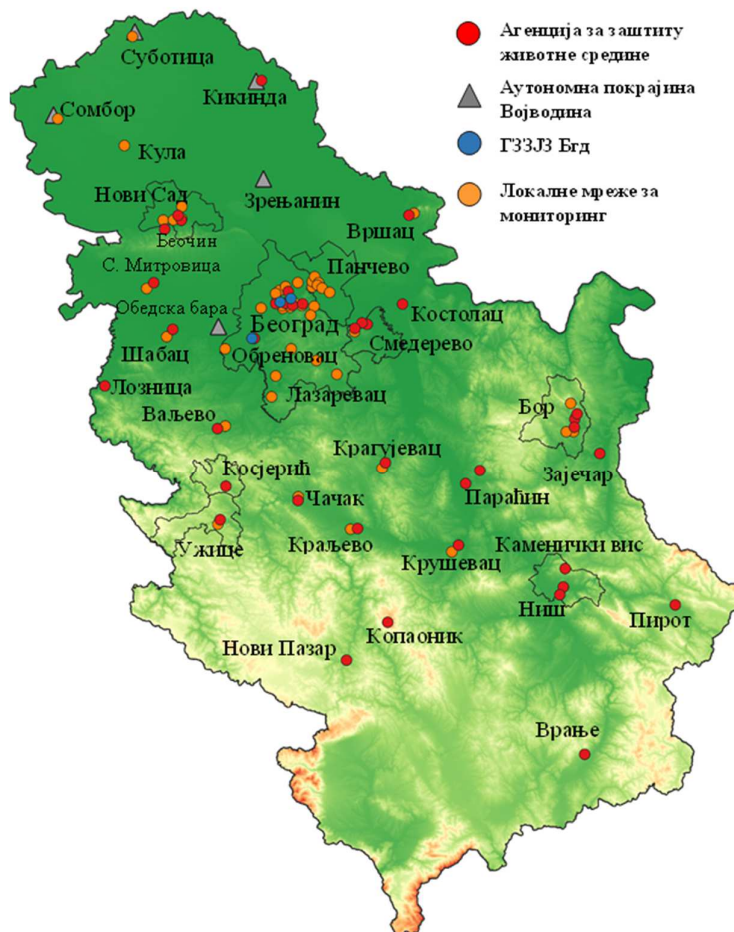 Агенција за заштиту
животне средине
Аутономна покрајина
Војводина
ГЗЗЈЗ Бгд
Локалне мреже за
мониторинг
Суботица
Кикинда
Сомбор
Кула
Нови Сад
Зрењанин
Вршац
Беочин
С. Митровица
Панчево
Обедска бара
Београд
Костолац
Шабац
Обреновац
Смедерево
Лозница
Лазаревац
Бор
Ваљево
Крагујевац
Зајечар
Косјерић
Чачак
Параћин
Ужице
Краљево
Крушевац
Каменички вис
Ниш
Пирот
Копаоник
Нови Пазар
Врање